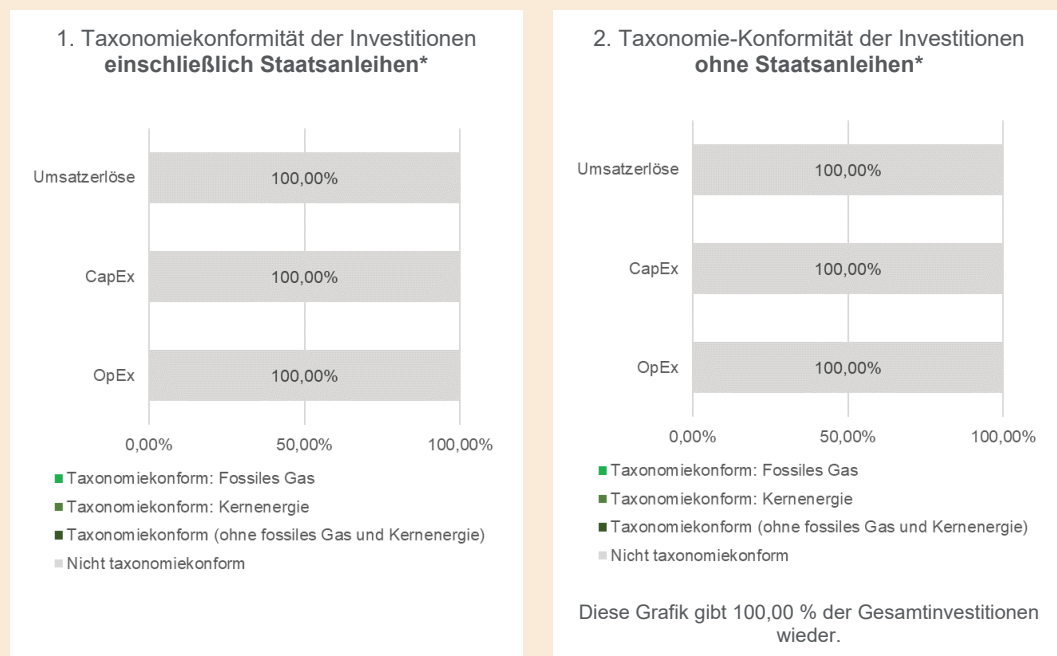 1. Taxonomiekonformität der Investitionen
einschließlich Staatsanleihen*
Umsatzerlöse
100,00%
CapEx
100,00%
OpEx
100,00%
0,00%
50,00%
100,00%
Taxonomiekonform: Fossiles Gas
Taxonomiekonform: Kernenergie
Taxonomiekonform (ohne fossiles Gas und Kernenergie)
Nicht taxonomiekonform
2. Taxonomie-Konformität der Investitionen
ohne Staatsanleihen*
Umsatzerlöse
100,00%
CapEx
100,00%
OpEx
100,00%
0,00%
50,00%
100,00%
Taxonomiekonform: Fossiles Gas
Taxonomiekonform: Kernenergie
Taxonomiekonform (ohne fossiles Gas und Kernenergie)
Nicht taxonomiekonform
Diese Grafik gibt 100,00 % der Gesamtinvestitionen
wieder.